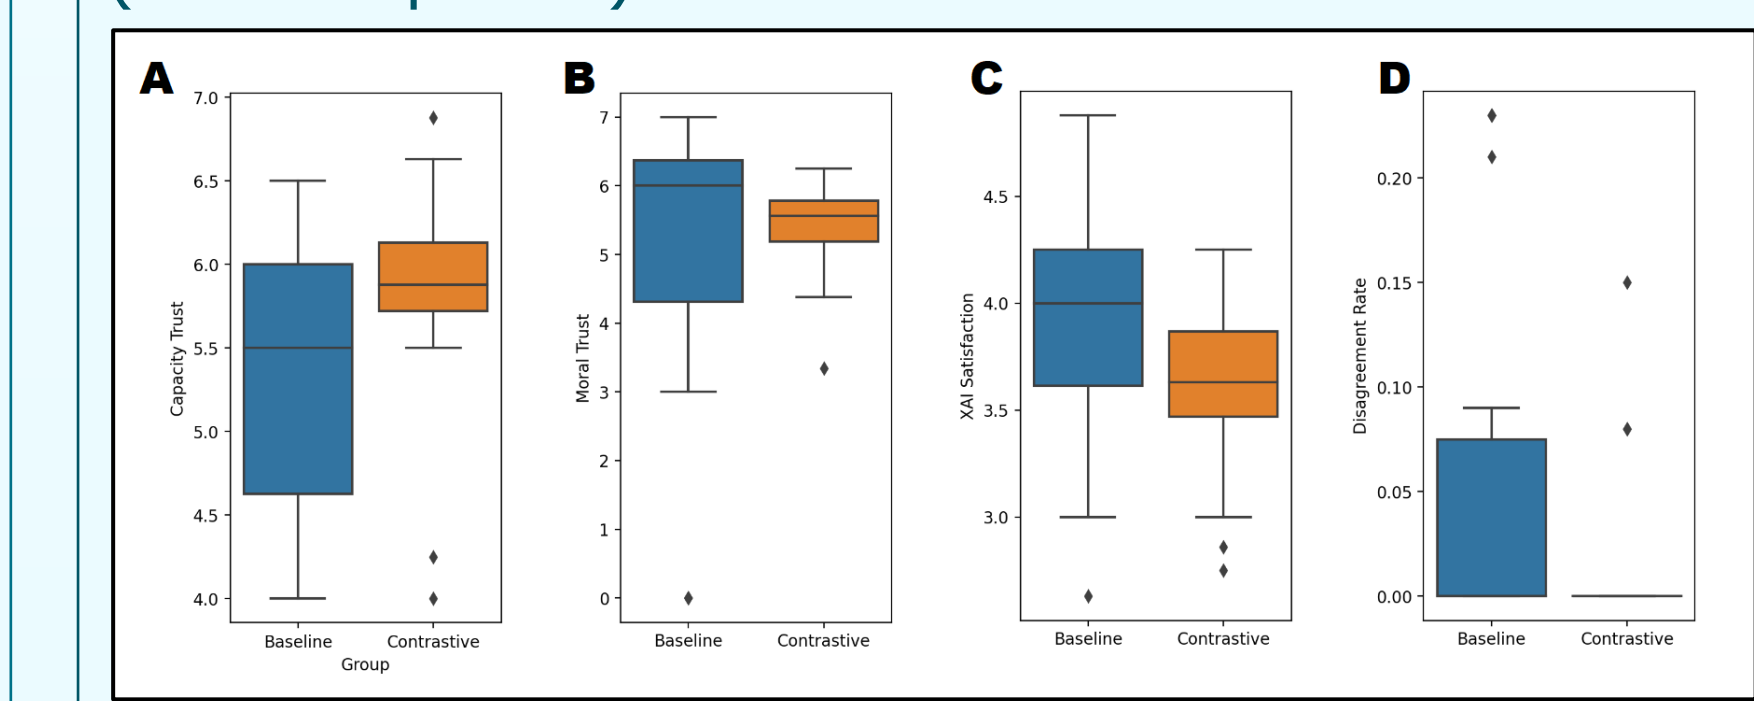 A
7.0
6.5
6.0
5.5
5.0
4.5
4.0
Capacity Trust
Baseline
Contrastive
Group
B
7
6
5
4
3
2
1
0
Moral Trust
Baseline
Contrastive
C
4.5
4.0
3.5
3.0
XAI Satisfaction
Baseline
Contrastive
D
0.20
0.15
0.10
0.05
0.00
Disagreement Rate
Baseline
Contrastive